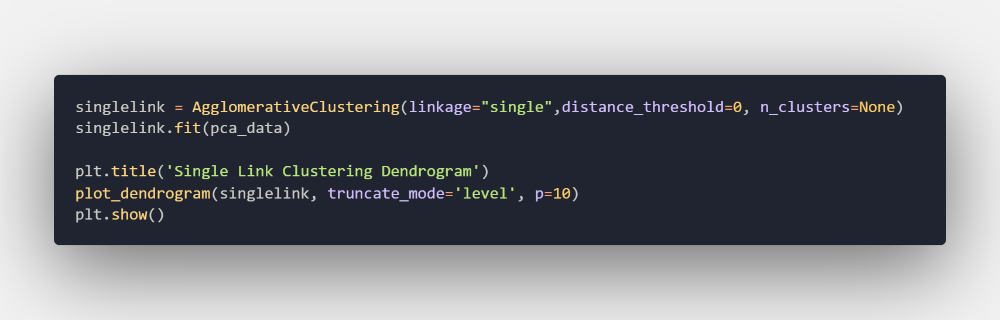 singlelink = AgglomerativeClustering(linkage="single",distance_threshold=0, n_clusters=None)
singlelink.fit(pca_data)
plt.title('Single Link Clustering Dendrogram')
plot_dendrogram(singlelink, truncate_mode='level', p=10)
plt.show()